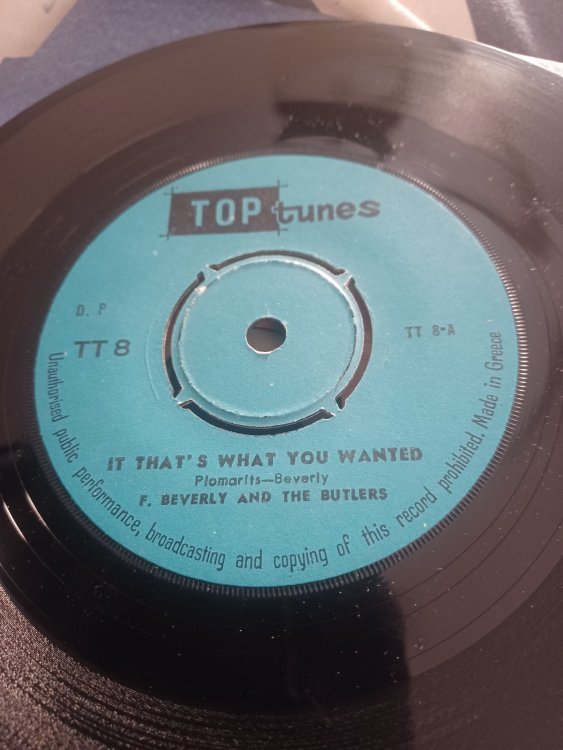 TOP tunes
D. P.
TT 8
TT 8-A
IT THAT'S WHAT YOU WANTED
Plomarits—Beverly
F. BEVERLY AND THE BUTLERS
Unauthorised public performance, broadcasting and copying of this record prohibited. Made in Greece